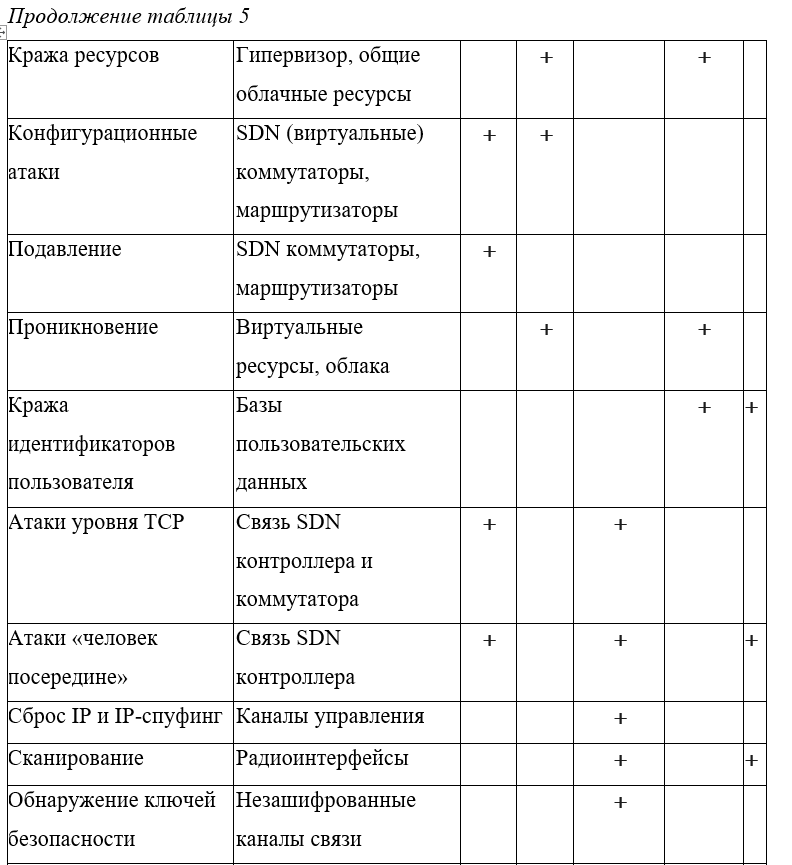 Продолжение таблицы 5
Кража ресурсов Гипервизор, общие + +
облачные ресурсы
Конфигурационные SDN (виртуальные) + +
атаки коммутаторы,
маршрутизаторы
Подавление SDN коммутаторы, +
маршрутизаторы
Проникновение Виртуальные + +
ресурсы, облака
Кража Базы + +
идентификаторов пользовательских
пользователя данных
Атаки уровня TCP Связь SDN + +
контроллера и
коммутатора
Атаки «человек Связь SDN + + +
посередине» контроллера
Сброс IP и IP-спуфинг Каналы управления +
Сканирование Радиоинтерфейсы + +
Обнаружение ключей Незашифрованные +
безопасности каналы связи